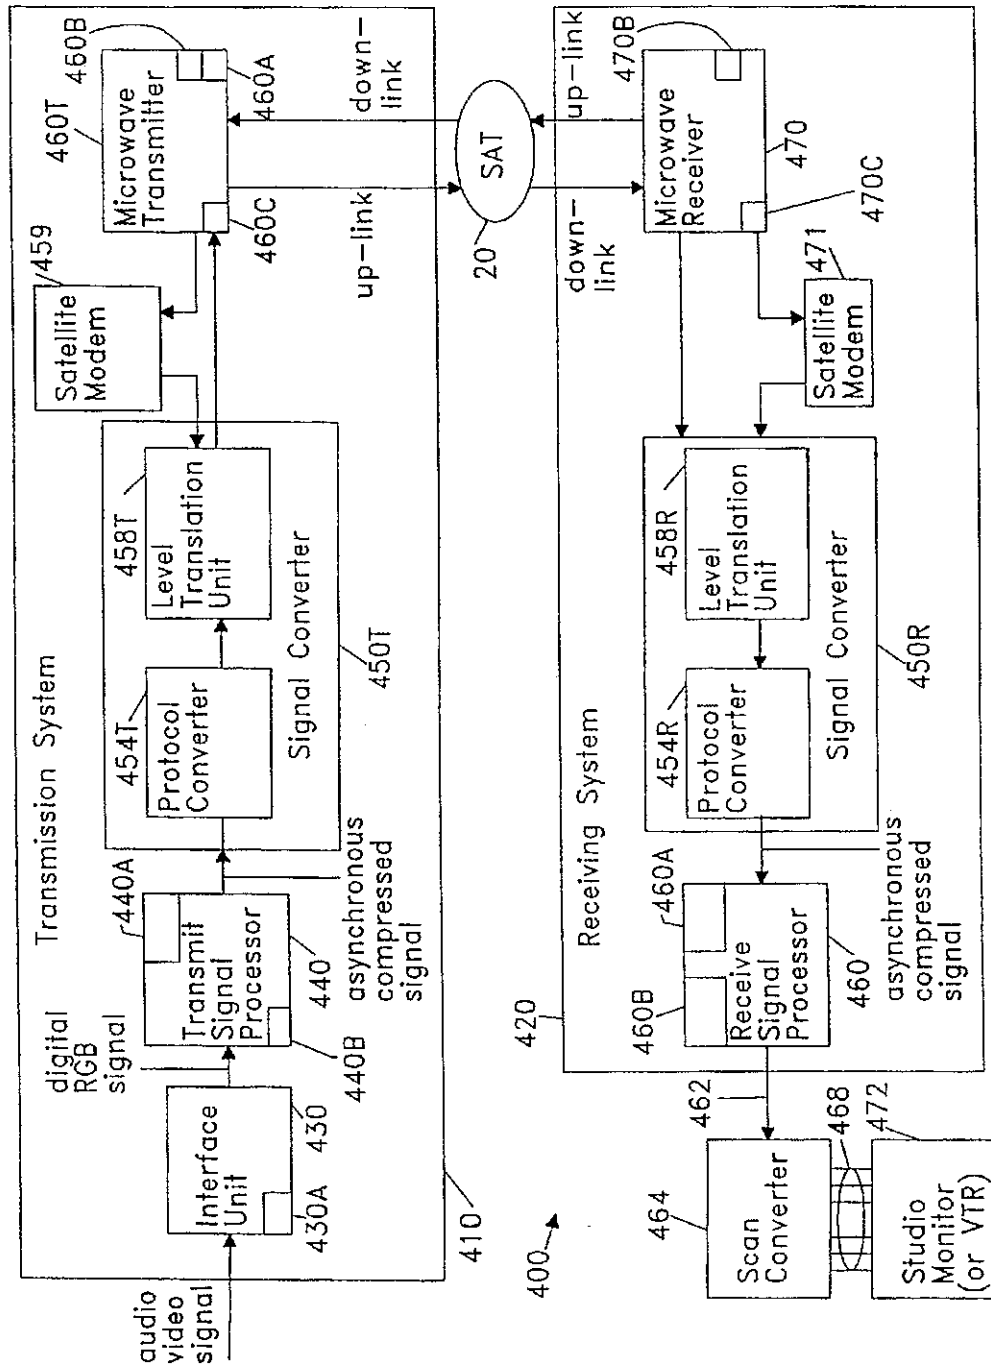 Transmission System
audio
video
signal
Interface
Unit
430A
430
410
digital
RGB
signal
Transmit
Signal
Processor
440A
440B
440
asynchronous
compressed
signal
454T
Protocol
Converter
458T
Level
Translation
Unit
Signal Converter
450T
Satellite
Modem
459
Microwave
Transmitter
460T
460B
460A
460C
up-link
down-
link
SAT
20
down-
link
up-link
400
Receiving System
420
Microwave
Receiver
470B
470
470C
471
Satellite
Modem
458R
Level
Translation
Unit
454R
Protocol
Converter
Signal Converter
450R
asynchronous
compressed
signal
460A
460B
Receive
Signal
Processor
460
462
464
Scan
Converter
468
472
Studio
Monitor
(or VTR)